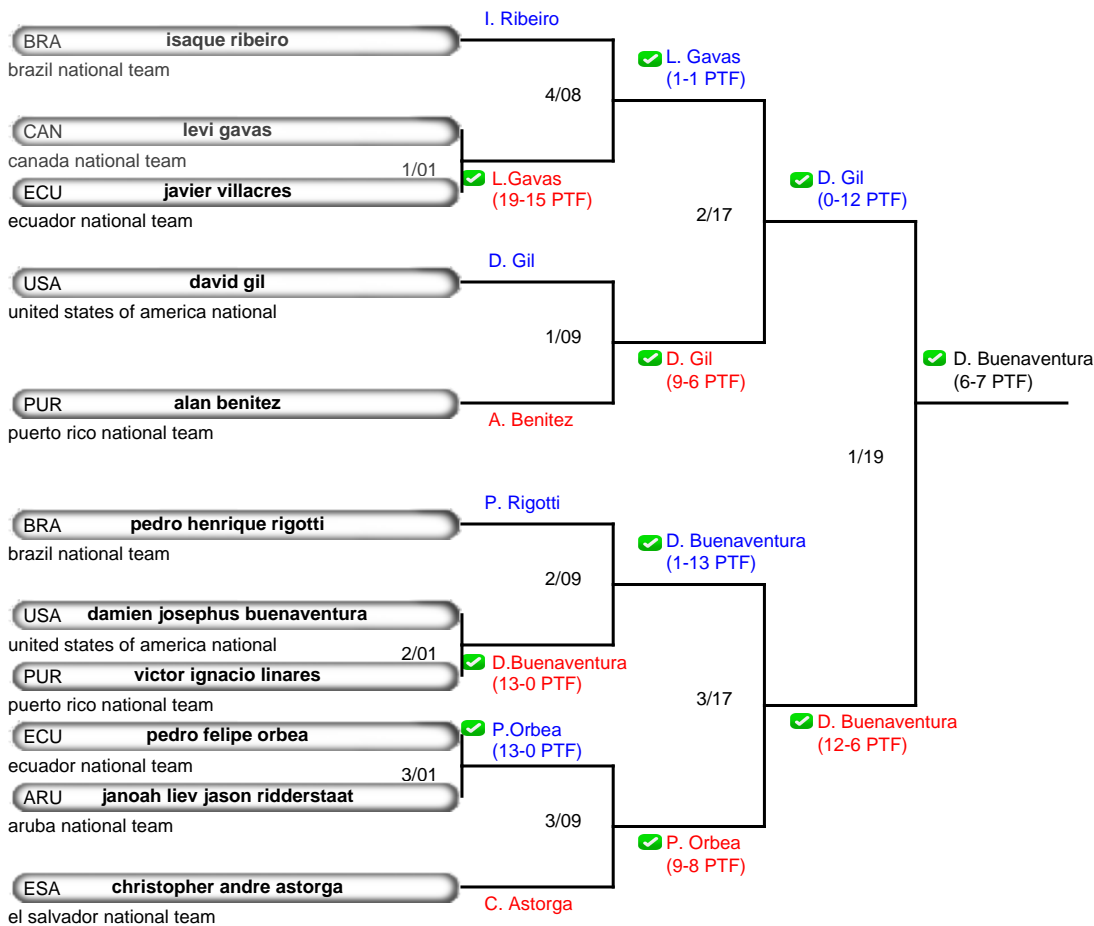 I. Ribeiro
BRA isaque ribeiro
brazil national team
L. Gavas
(1-1 PTF)
4/08
CAN levi gavas
canada national team
1/01
L.Gavas
(19-15 PTF)
ECU javier villacres
ecuador national team
D. Gil
(0-12 PTF)
2/17
D. Gil
USA david gil
united states of america national
1/09
D. Gil
(9-6 PTF)
PUR alan benitez
puerto rico national team
A. Benitez
D. Buenaventura
(6-7 PTF)
1/19
P. Rigotti
BRA pedro henrique rigotti
brazil national team
D. Buenaventura
(1-13 PTF)
2/09
USA damien josephus buenaventura
united states of america national
2/01
D.Buenaventura
(13-0 PTF)
PUR victor ignacio linares
puerto rico national team
3/17
D. Buenaventura
(12-6 PTF)
ECU pedro felipe orbea
ecuador national team
P.Orbea
(13-0 PTF)
3/01
ARU janoah liev jason ridderstaat
aruba national team
3/09
P. Orbea
(9-8 PTF)
ESA christopher andre astorga
el salvador national team
C. Astorga